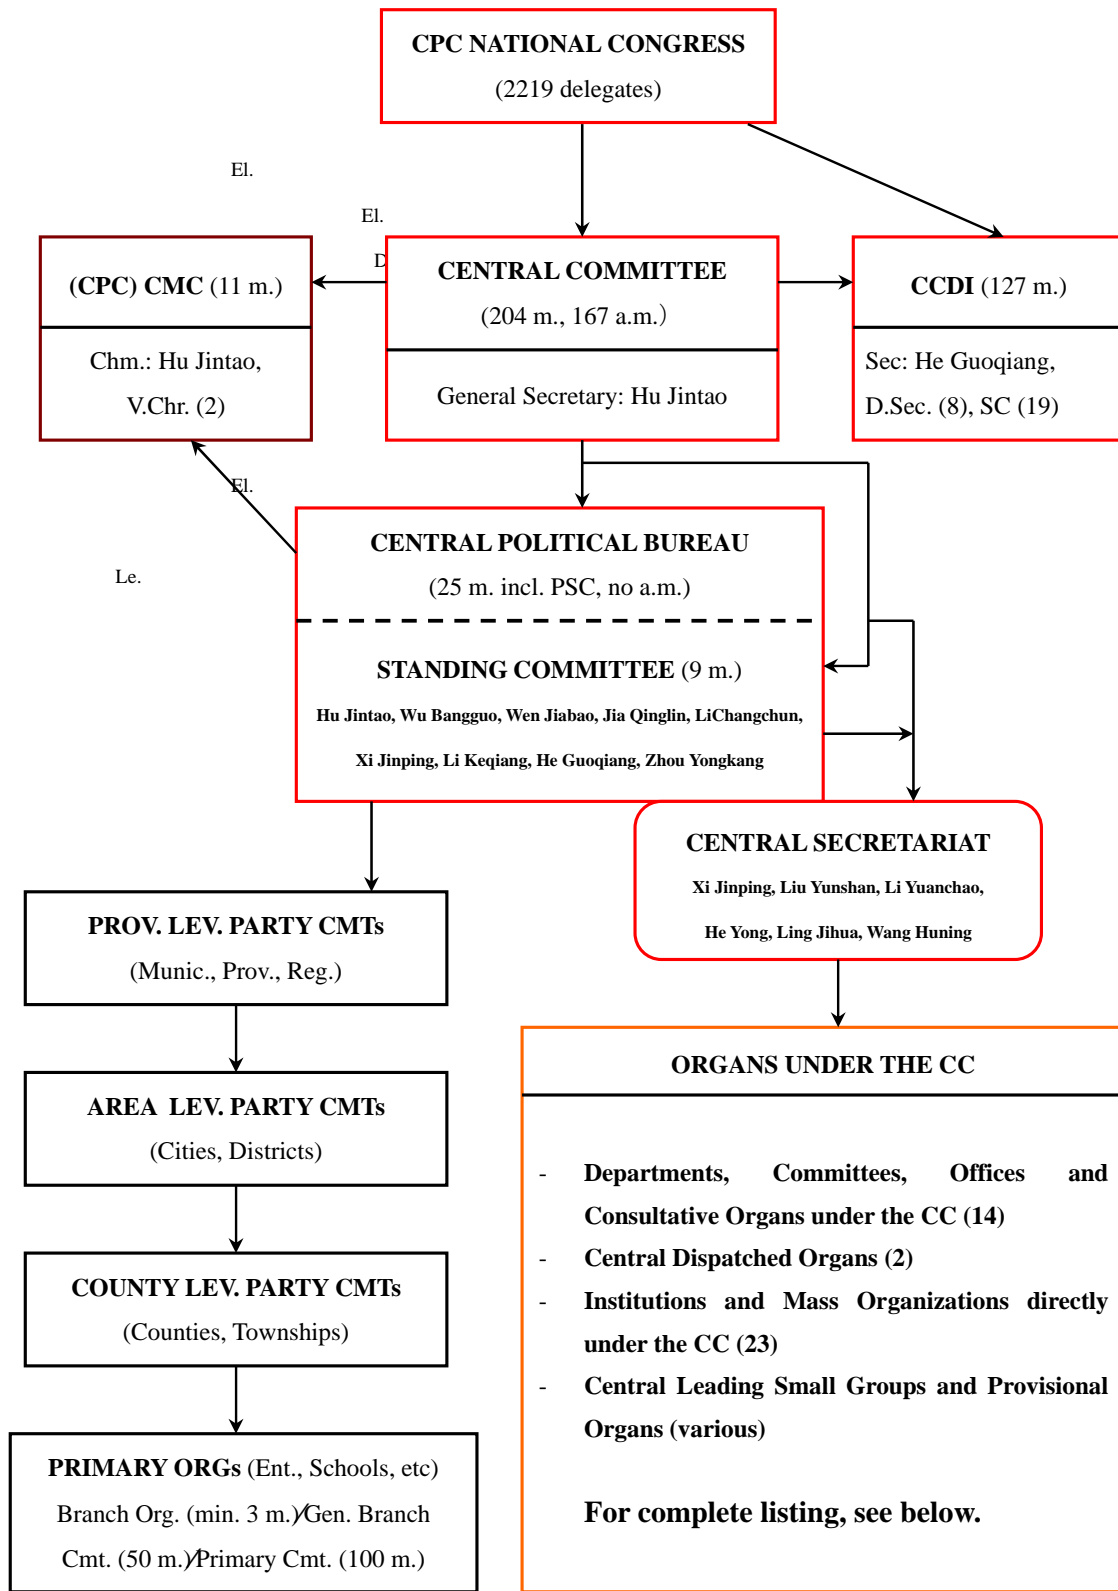 CPC NATIONAL CONGRESS
(2219 delegates)
El.
El.
D
(CPC) CMC (11 m.)
Chm.: Hu Jintao,
V.Chr. (2)
CENTRAL COMMITTEE
(204 m., 167 a.m.)
General Secretary: Hu Jintao
CCDI (127 m.)
Sec: He Guoqiang,
D.Sec. (8), SC (19)
El.
Le.
CENTRAL POLITICAL BUREAU
(25 m. incl. PSC, no a.m.)
STANDING COMMITTEE (9 m.)
Hu Jintao, Wu Bangguo, Wen Jiabao, Jia Qinglin, LiChangchun,
Xi Jinping, Li Keqiang, He Guoqiang, Zhou Yongkang
CENTRAL SECRETARIAT
Xi Jinping, Liu Yunshan, Li Yuanchao,
He Yong, Ling Jihua, Wang Huning
PROV. LEV. PARTY CMTs
(Munic., Prov., Reg.)
AREA LEV. PARTY CMTs
(Cities, Districts)
COUNTY LEV. PARTY CMTs
(Counties, Townships)
PRIMARY ORGs (Ent., Schools, etc)
Branch Org. (min. 3 m.)/Gen. Branch
Cmt. (50 m.)/Primary Cmt. (100 m.)
ORGANS UNDER THE CC
- Departments, Committees, Offices and
Consultative Organs under the CC (14)
- Central Dispatched Organs (2)
- Institutions and Mass Organizations directly
under the CC (23)
- Central Leading Small Groups and Provisional
Organs (various)
For complete listing, see below.